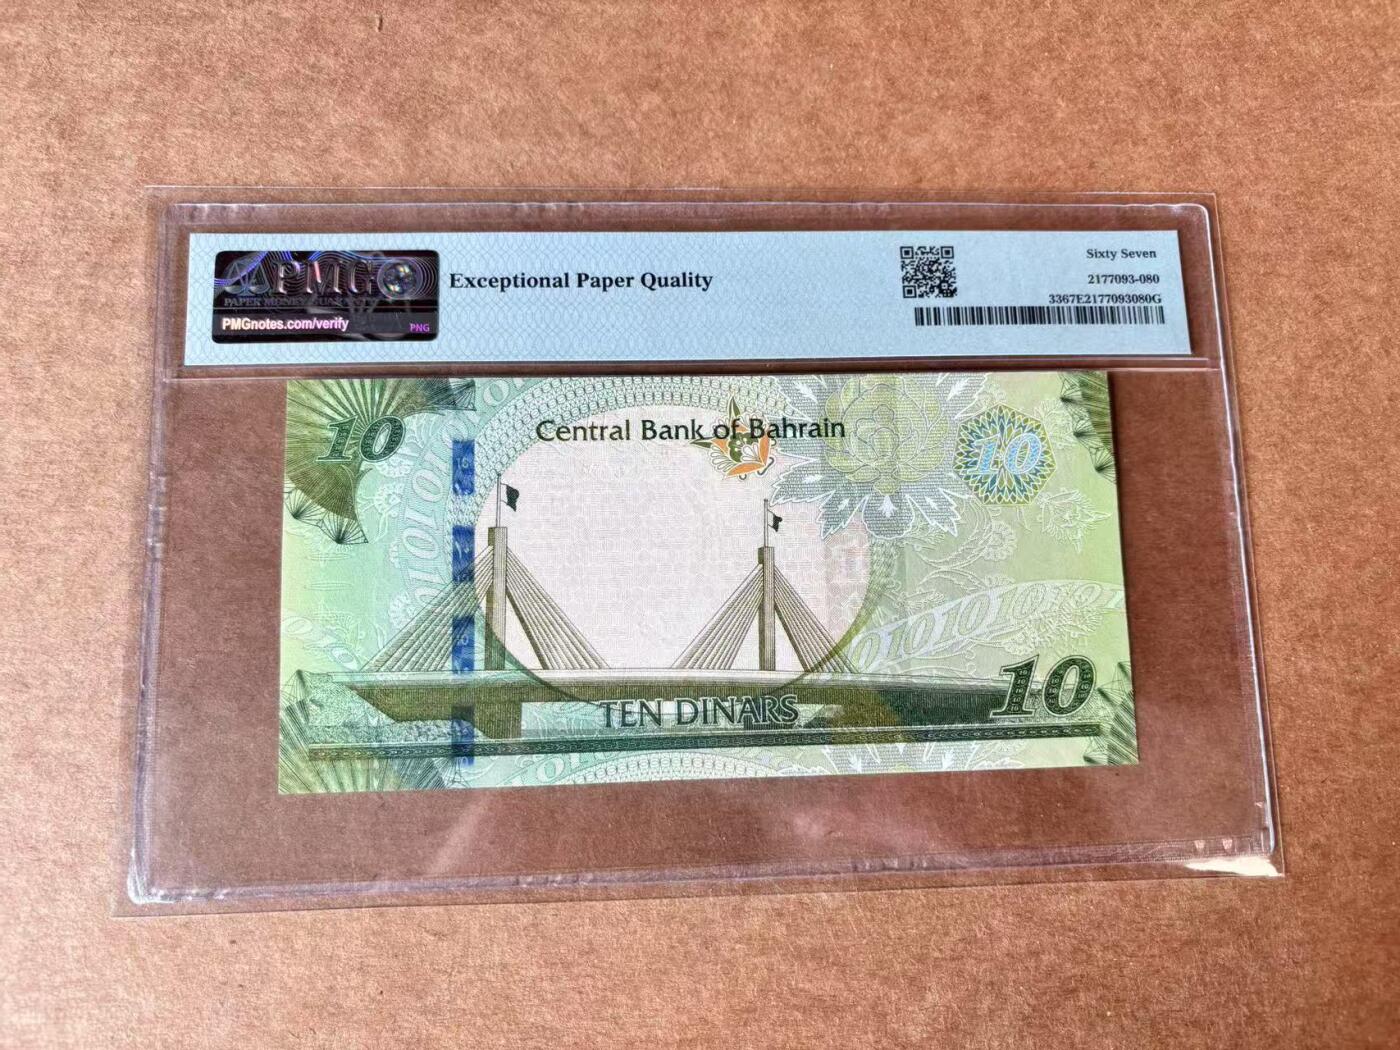 PMG
PAPER MONEY GUARANTY
PMGnotes.com/verify
PNG
Exceptional Paper Quality
Sixty Seven
2177093-080
3367E2177093080G
10
Central Bank of Bahrain
10
TEN DINARS
10